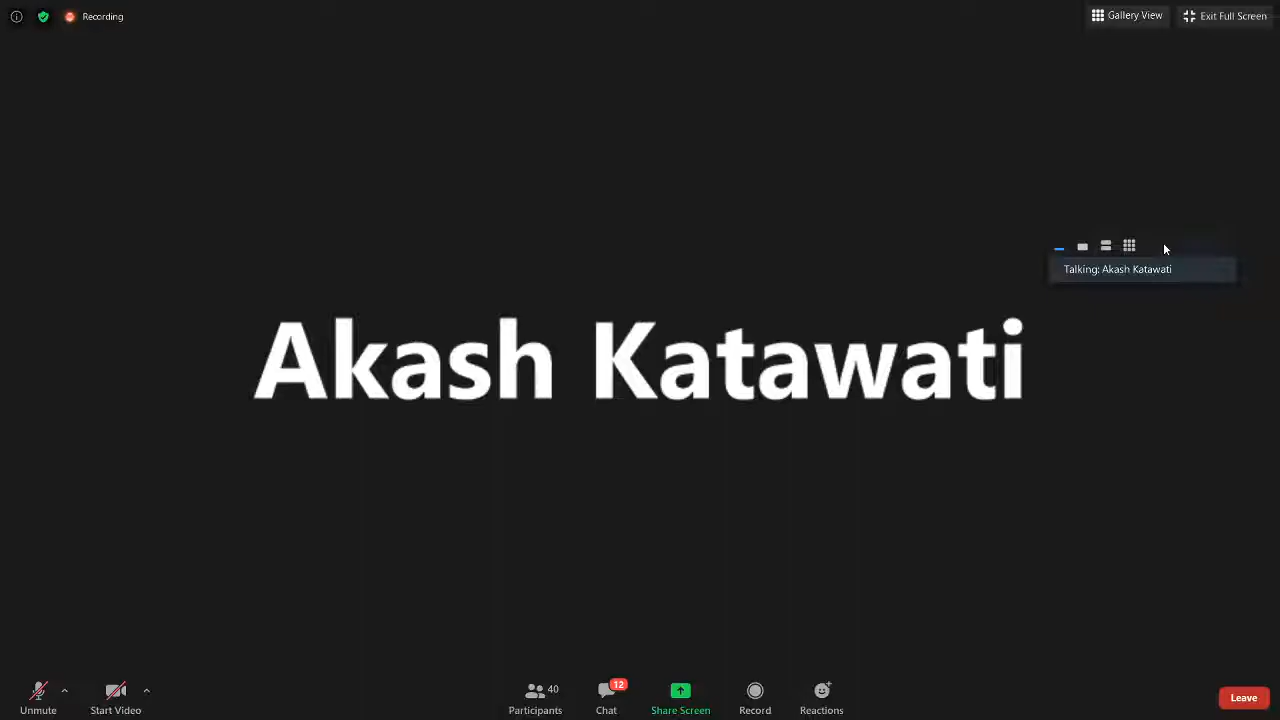 Recording
Gallery View
Exit Full Screen
Talking: Akash Katawati
Akash Katawati
Unmute
Start Video
40
Participants
12
Chat
Share Screen
Record
Reactions
Leave